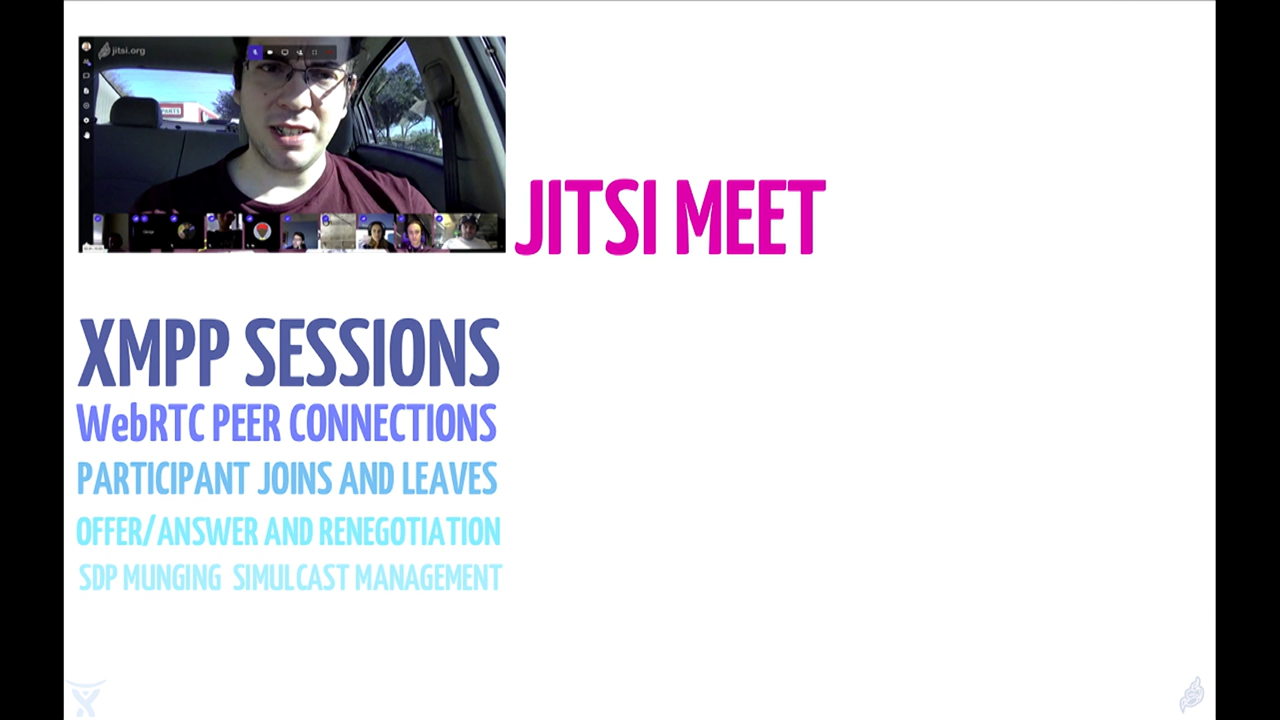 jitsi.org
PARTS
JITSI MEET
XMPP SESSIONS
WebRTC PEER CONNECTIONS
PARTICIPANT JOINS AND LEAVES
OFFER/ANSWER AND RENEGOTIATION
SDP MUNGING SIMULCAST MANAGEMENT